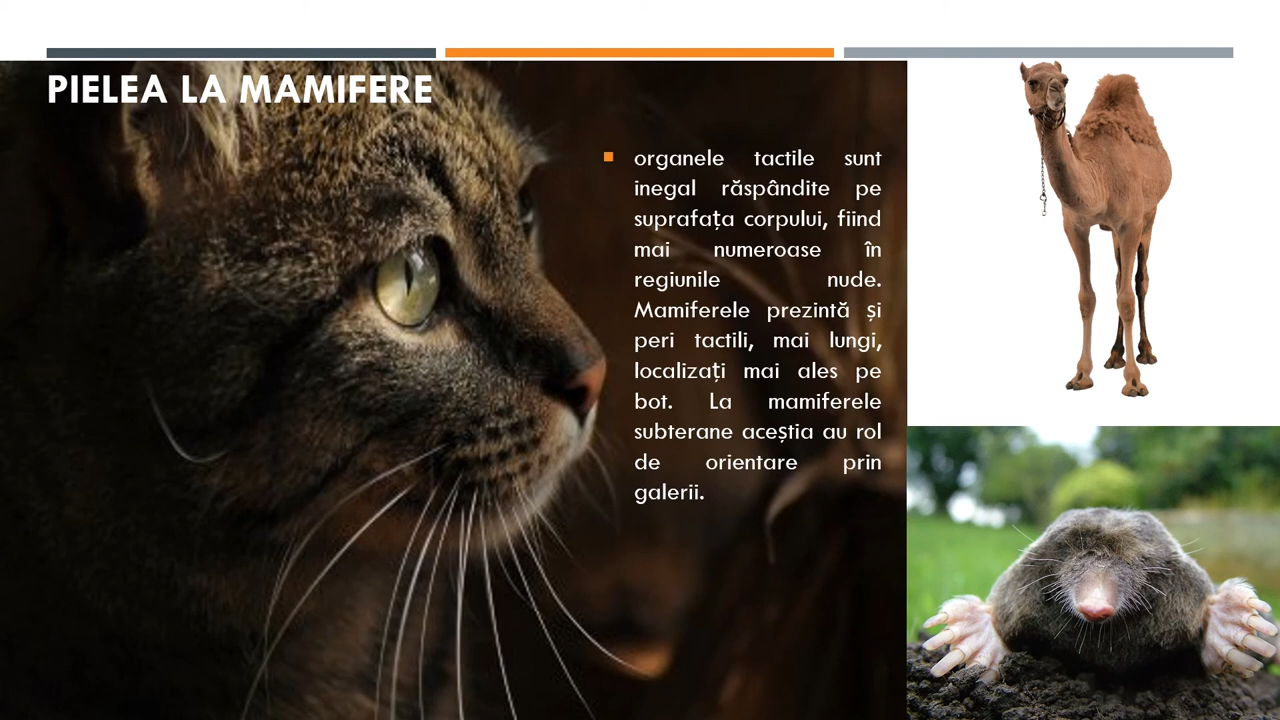 PIELEA LA MAMIFERE
organele tactile sunt
inegal răspândite pe
suprafața corpului, fiind
mai numeroase în
regiunile nude.
Mamiferele prezintă și
peri tactili, mai lungi,
localizați mai ales pe
bot. La mamiferele
subterane aceștia au rol
de orientare prin
galerii.